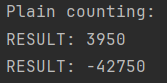 Plain counting:
RESULT: 3950
RESULT: -42750